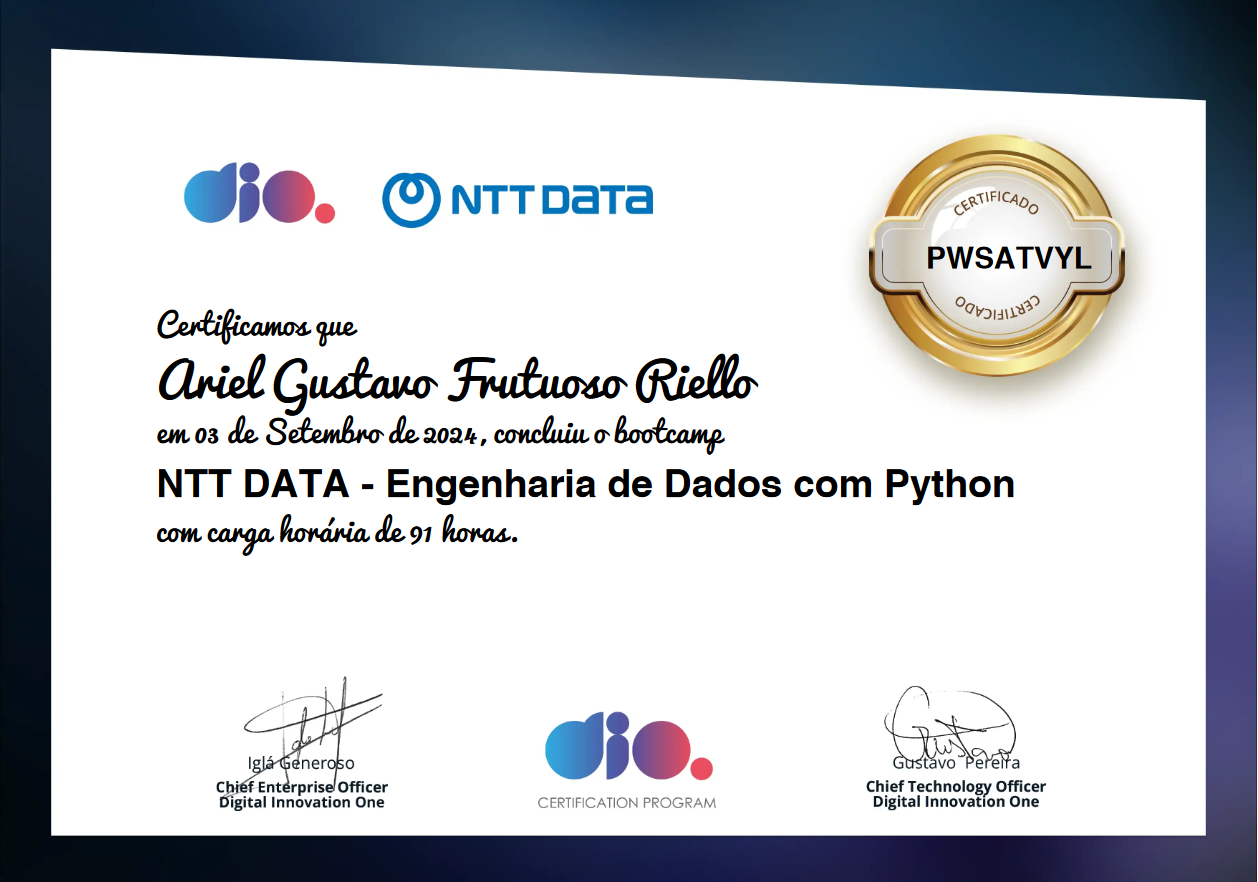 dio.
NTT DATA
CERTIFICADO
PWSATVYL
CERTIFICADO
Certificamos que
Ariel Gustavo Frutuoso Riello
em 03 de Setembro de 2024, concluiu o bootcamp
NTT DATA - Engenharia de Dados com Python
com carga horária de 91 horas.
Iglá Generoso
Chief Enterprise Officer
Digital Innovation One
dio.
CERTIFICATION PROGRAM
Gustavo
Gustavo Pereira
Chief Technology Officer
Digital Innovation One